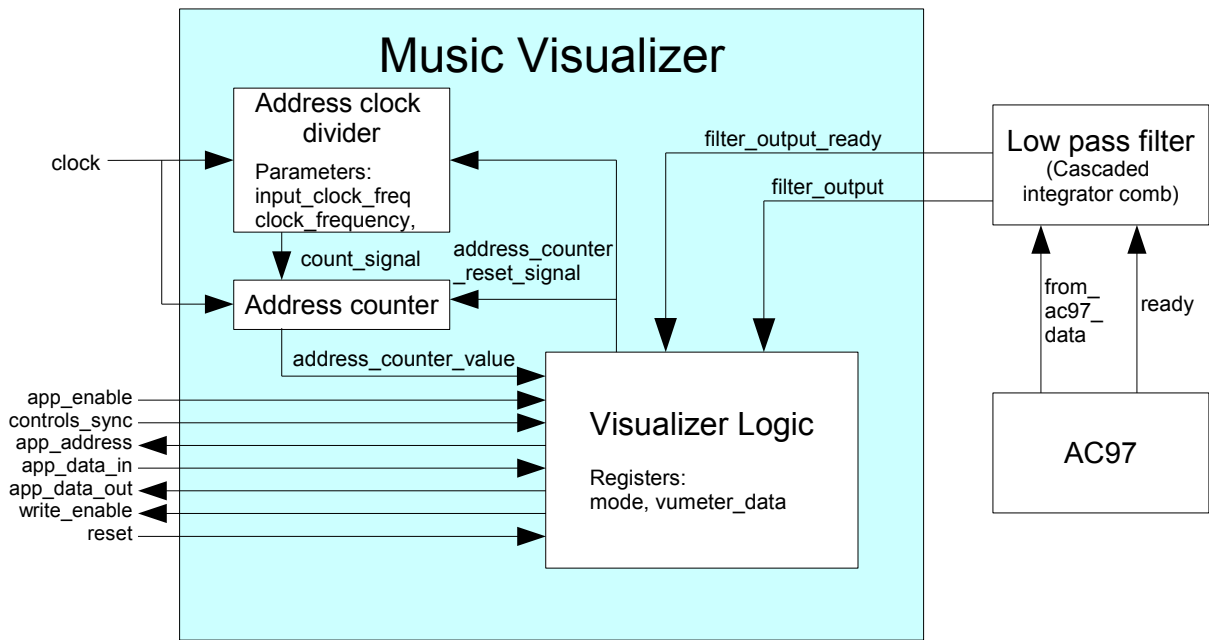 Music Visualizer
Address clock
divider
Parameters:
input_clock_freq
clock_frequency,
clock
count_signal
address_counter
_reset_signal
Address counter
address_counter_value
filter_output_ready
filter_output
Low pass filter
(Cascaded
integrator comb)
from_
ac97_
data
ready
AC97
app_enable
controls_sync
app_address
app_data_in
app_data_out
write_enable
reset
Visualizer Logic
Registers:
mode, vumeter_data